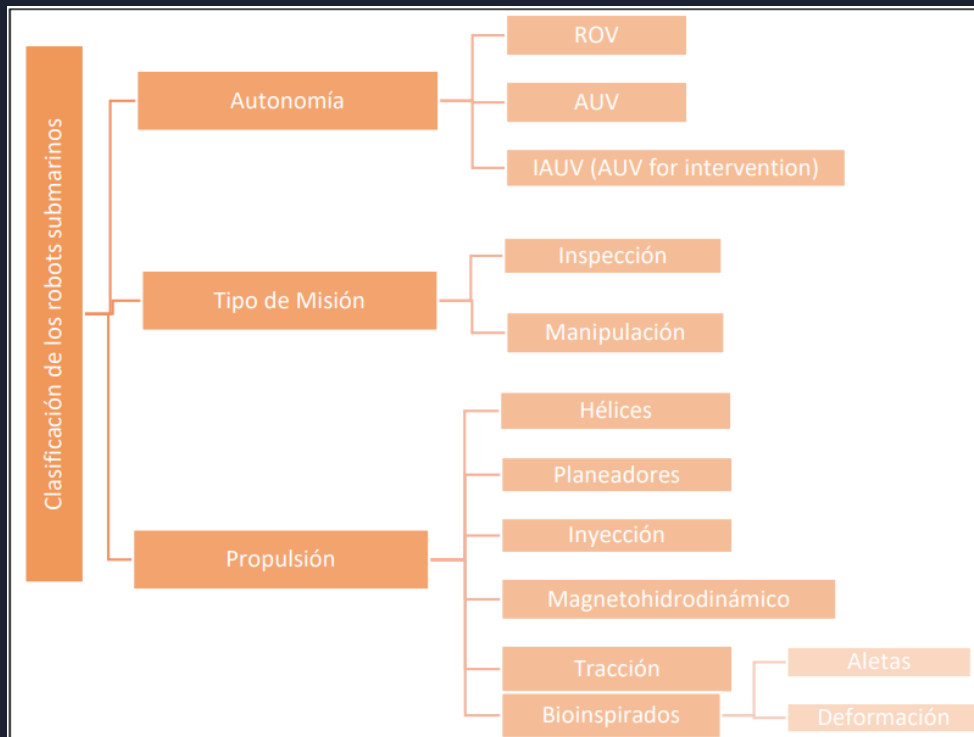 Clasificación de los robots submarinos
Autonomía
ROV
AUV
IAUV (AUV for intervention)
Tipo de Misión
Inspección
Manipulación
Propulsión
Hélices
Planeadores
Inyección
Magnetohidrodinámico
Tracción
Bioinspirados
Aletas
Deformación